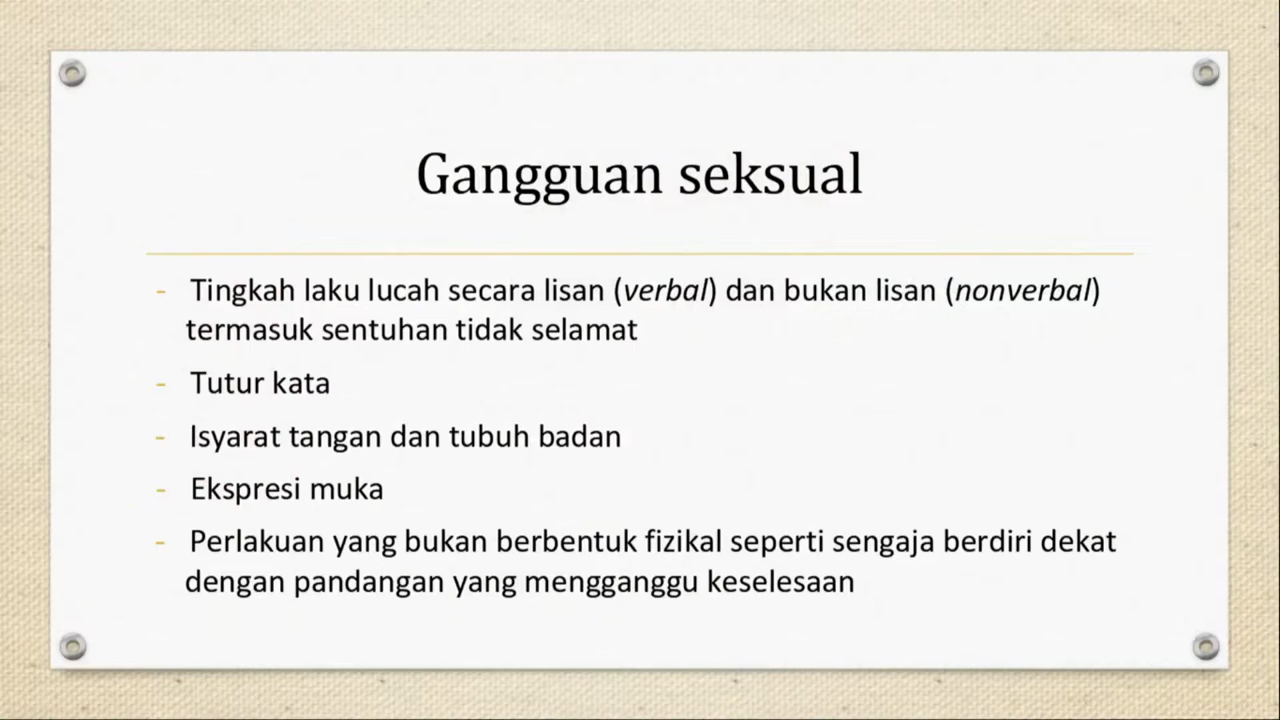 Gangguan seksual
- Tingkah laku lucah secara lisan (verbal) dan bukan lisan (nonverbal)
termasuk sentuhan tidak selamat
- Tutur kata
- Isyarat tangan dan tubuh badan
- Ekspresi muka
- Perlakuan yang bukan berbentuk fizikal seperti sengaja berdiri dekat
dengan pandangan yang mengganggu keselesaan